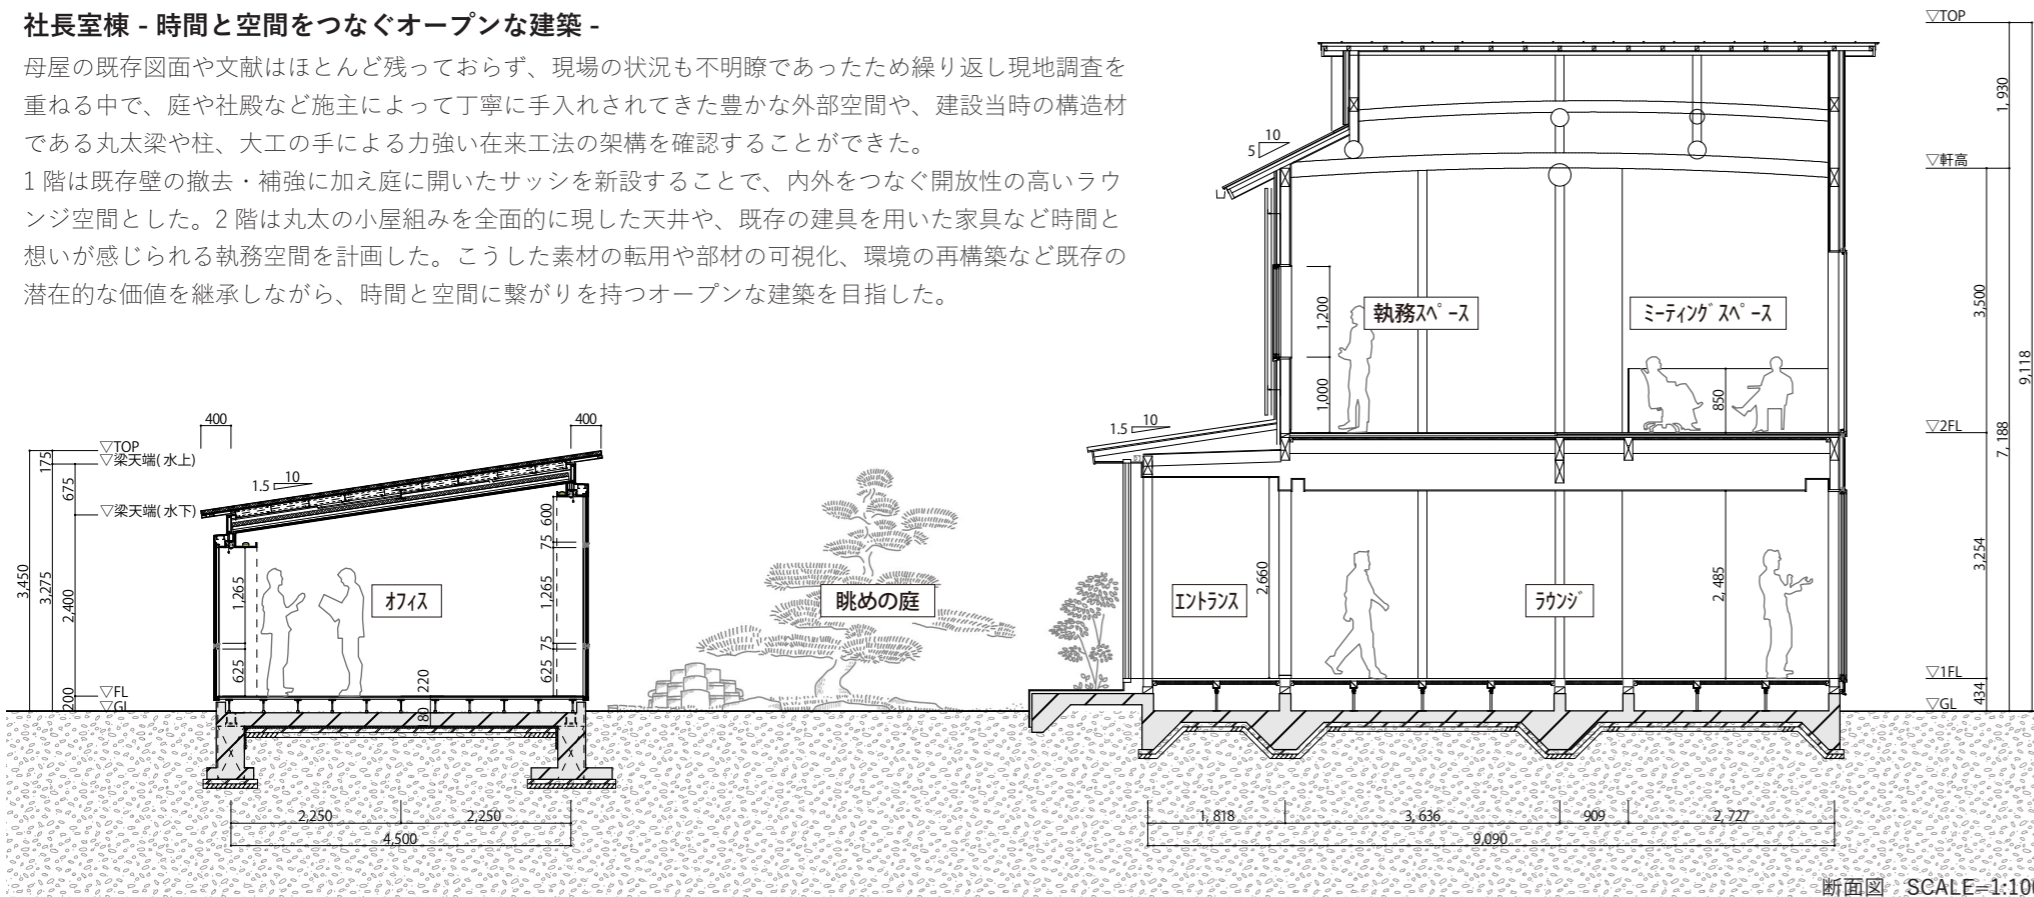 社長室棟 - 時間と空間をつなぐオープンな建築 -
母屋の既存図面や文献はほとんど残っておらず、現場の状況も不明瞭であったため繰り返し現地調査を
重ねる中で、庭や社殿など施主によって丁寧に手入れされてきた豊かな外部空間や、建設当時の構造材
である丸太梁や柱、大工の手による力強い在来工法の架構を確認することができた。
1 階は既存壁の撤去・補強に加え庭に開いたサッシを新設することで、内外をつなぐ開放性の高いラウ
ンジ空間とした。2 階は丸太の小屋組みを全面的に現した天井や、既存の建具を用いた家具など時間と
想いが感じられる執務空間を計画した。こうした素材の転用や部材の可視化、環境の再構築など既存の
潜在的な価値を継承しながら、時間と空間に繋がりを持つオープンな建築を目指した。
400
400
▽TOP
▽梁天端( 水上)
▽梁天端( 水下)
▽FL
▽GL
175
675
2,400
200
3,275
3,450
10
1.5
1,265
625
オフィス
600
75
1,265
75
625
220
180
2,250
2,250
4,500
眺めの庭
10
5
10
1.5
1,200
1,000
執務スペース
ミーティングスペース
850
エントランス
2,660
ラウンジ
2,485
1,818
3,636
909
2,727
9,090
▽TOP
▽軒高
▽2FL
▽1FL
▽GL
1,930
3,500
3,254
434
7,188
9,118
断面図 SCALE=1:100